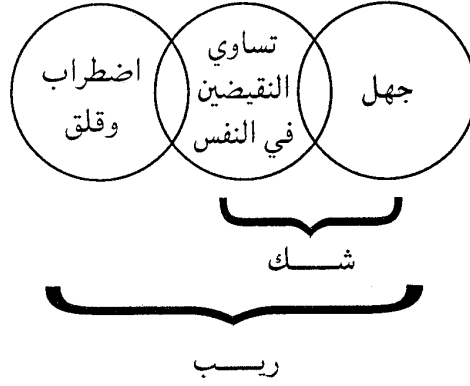 جهل
تساوي
النقيضين
في النفس
اضطراب
وقلق
شـــك
ريـــب